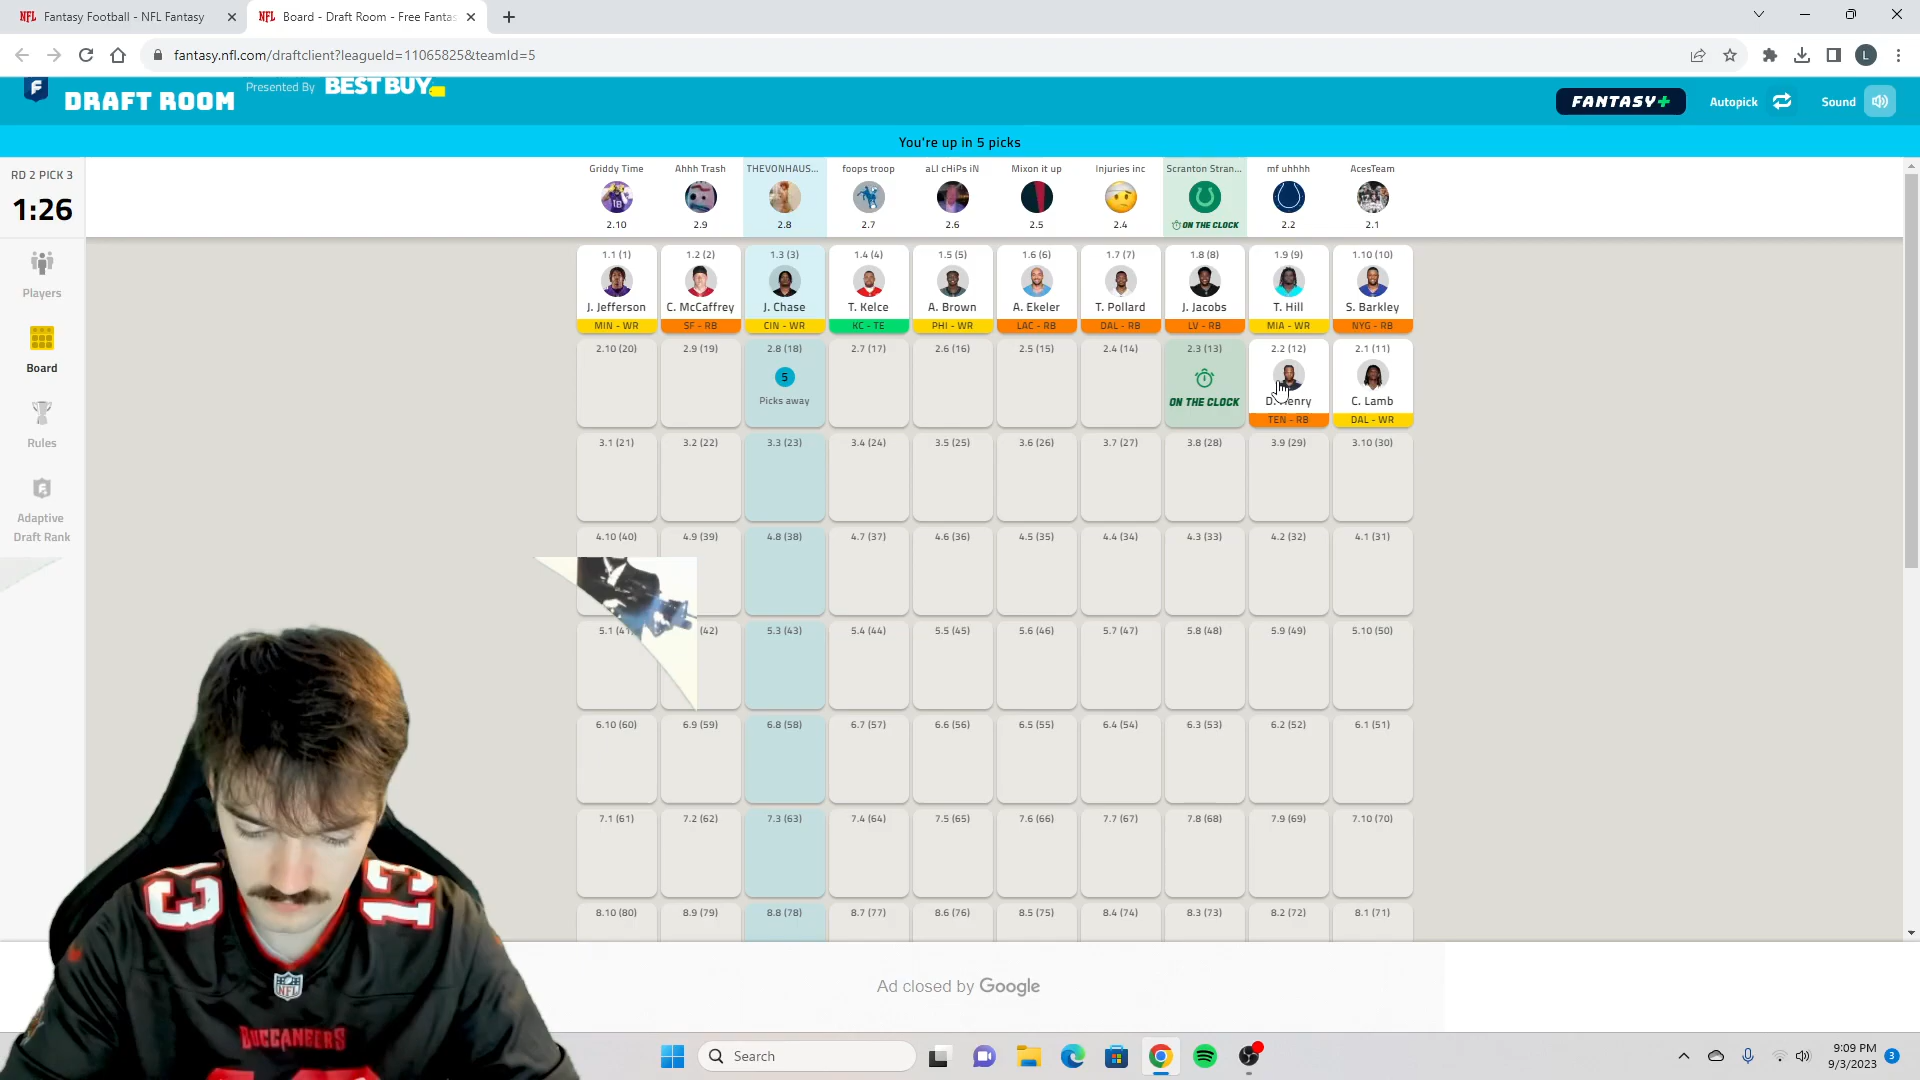 Fantasy Football - NFL Fantasy
Board - Draft Room - Free Fantas
fantasy.nfl.com/draftclient?leagueId=11065825&teamId=5
L
DRAFT ROOM
Presented By BEST BUY
FANTASY+
Autopick
Sound
You're up in 5 picks
RD 2 PICK 3
1:26
Players
Board
Rules
Adaptive
Draft Rank
Griddy Time Ahhh Trash THEVONHAUS... foops troop aLl cHiPs iN Mixon it up Injuries inc Scranton Stran... mf uhhhh AcesTeam
2.10 2.9 2.8 2.7 2.6 2.5 2.4 ON THE CLOCK 2.2 2.1
1.1 (1) 1.2 (2) 1.3 (3) 1.4 (4) 1.5 (5) 1.6 (6) 1.7 (7) 1.8 (8) 1.9 (9) 1.10 (10)
J. Jefferson C. McCaffrey J. Chase T. Kelce A. Brown A. Ekeler T. Pollard J. Jacobs T. Hill S. Barkley
MIN - WR SF - RB CIN - WR KC - TE PHI - WR LAC - RB DAL - RB LV - RB MIA - WR NYG - RB
2.10 (20) 2.9 (19) 2.8 (18) 2.7 (17) 2.6 (16) 2.5 (15) 2.4 (14) 2.3 (13) 2.2 (12) 2.1 (11)
5
Picks away ON THE CLOCK D. Henry C. Lamb
TEN - RB DAL - WR
3.1 (21) 3.2 (22) 3.3 (23) 3.4 (24) 3.5 (25) 3.6 (26) 3.7 (27) 3.8 (28) 3.9 (29) 3.10 (30)
4.10 (40) 4.9 (39) 4.8 (38) 4.7 (37) 4.6 (36) 4.5 (35) 4.4 (34) 4.3 (33) 4.2 (32) 4.1 (31)
5.1 (42) 5.3 (43) 5.4 (44) 5.5 (45) 5.6 (46) 5.7 (47) 5.8 (48) 5.9 (49) 5.10 (50)
6.10 (60) 6.9 (59) 6.8 (58) 6.7 (57) 6.6 (56) 6.5 (55) 6.4 (54) 6.3 (53) 6.2 (52) 6.1 (51)
7.1 (61) 7.2 (62) 7.3 (63) 7.4 (64) 7.5 (65) 7.6 (66) 7.7 (67) 7.8 (68) 7.9 (69) 7.10 (70)
8.10 (80) 8.9 (79) 8.8 (78) 8.7 (77) 8.6 (76) 8.5 (75) 8.4 (74) 8.3 (73) 8.2 (72) 8.1 (71)
13 13
NFL
BUCCANEERS
Ad closed by Google
Search
9:09 PM
9/3/2023
3